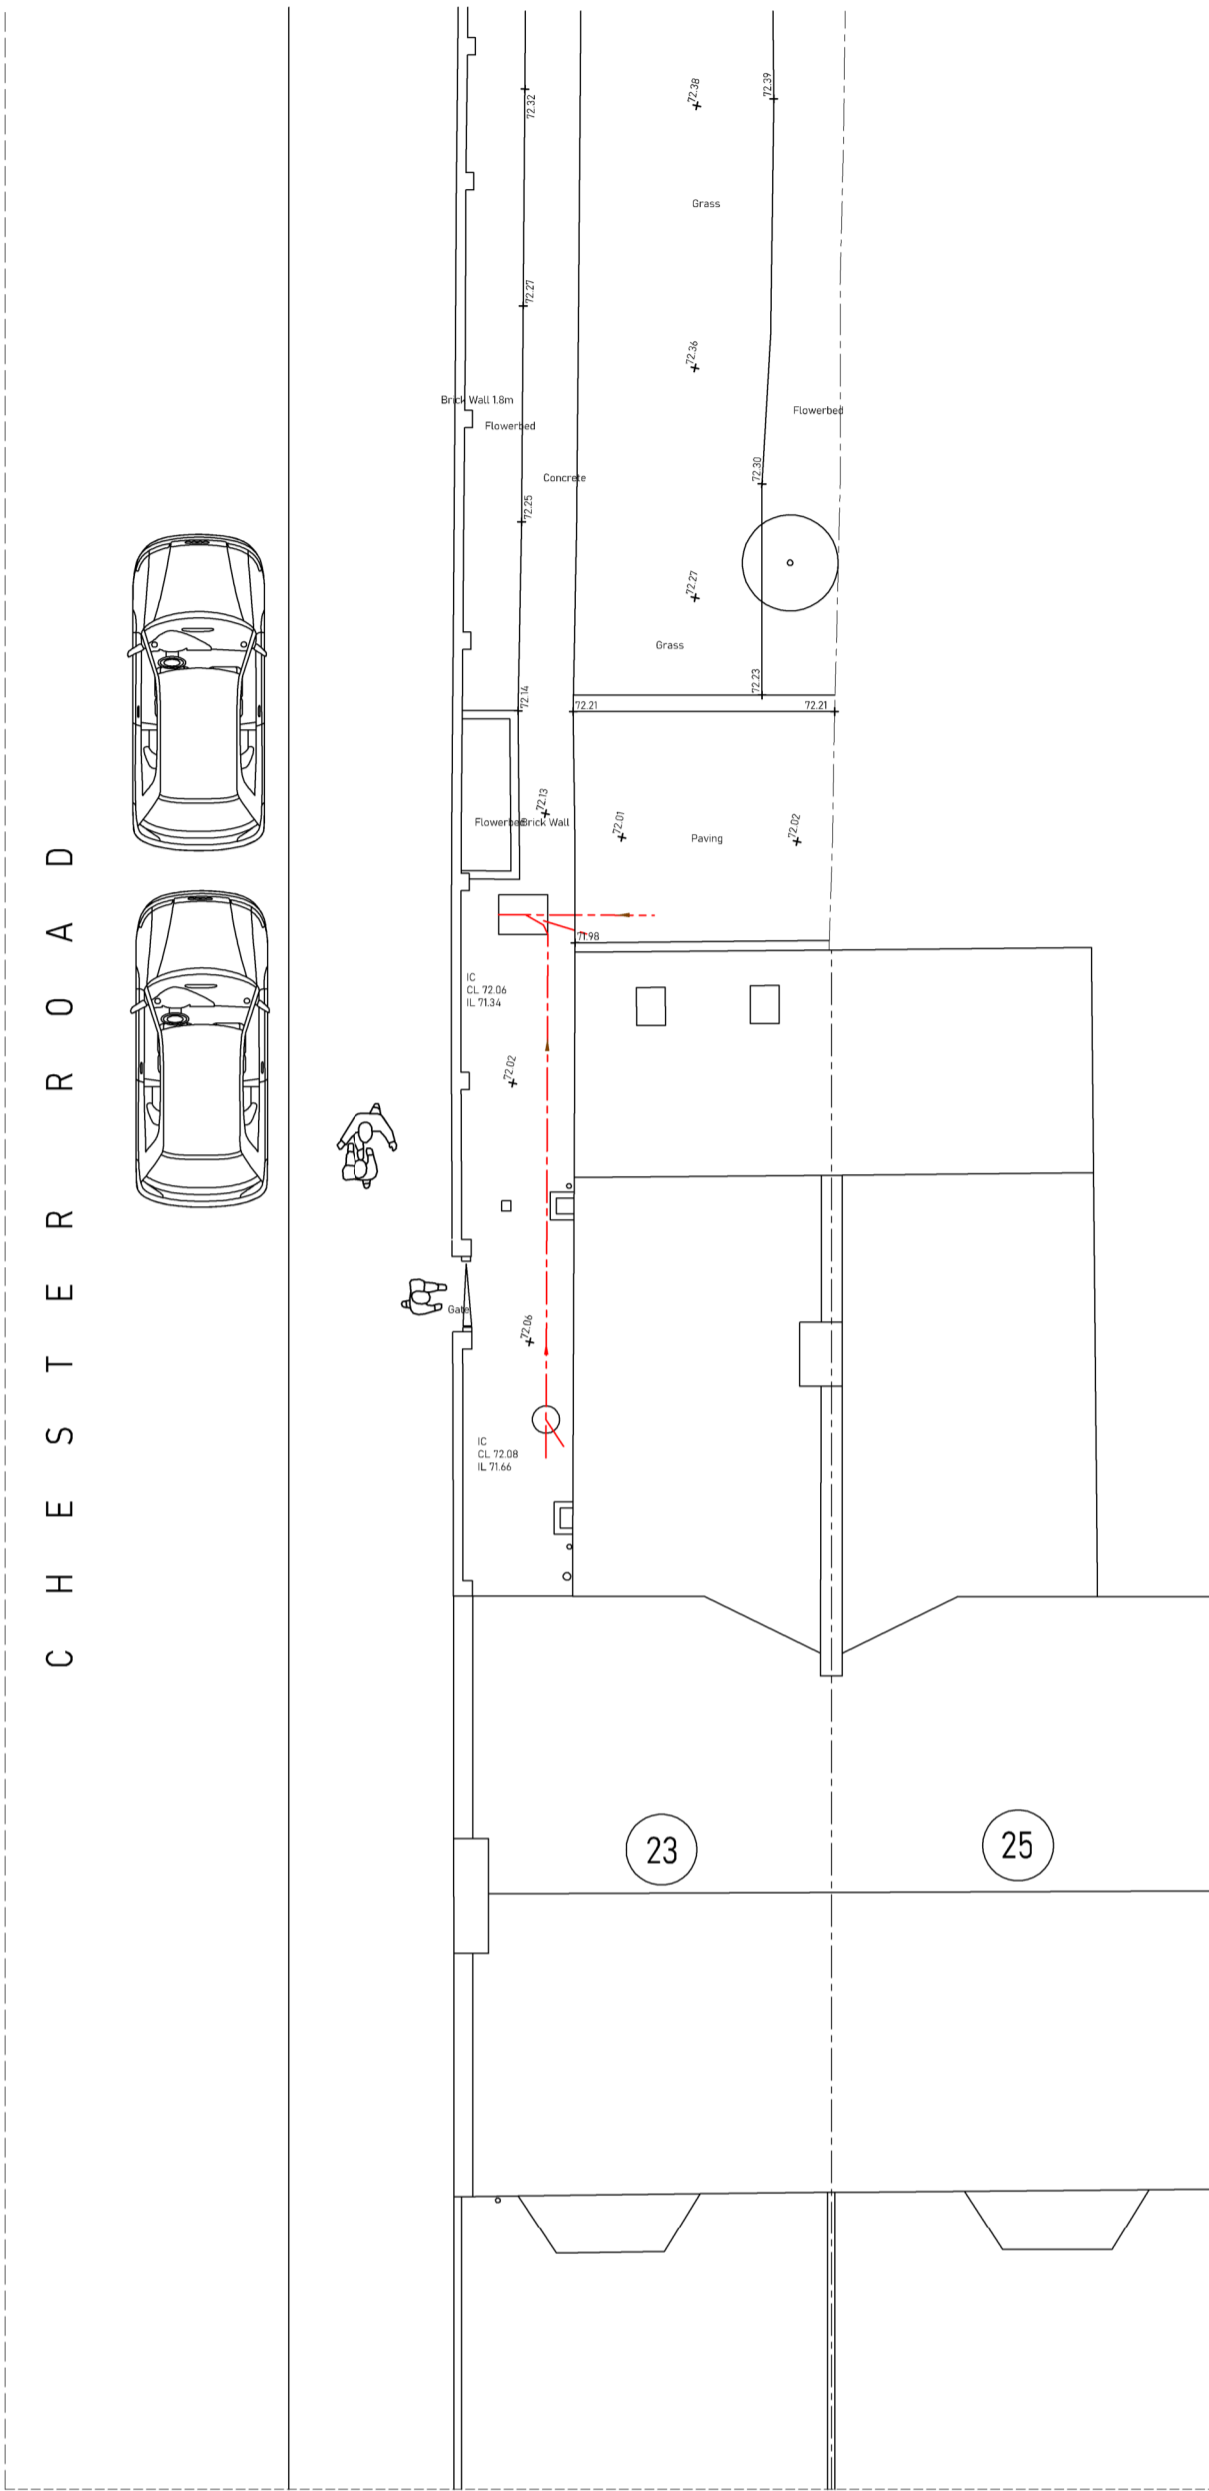 72.32
72.38
72.39
Grass
72.27
72.36
Brick Wall 1.8m
Flowerbed
Flowerbed
Concrete
72.30
72.25
72.27
Grass
72.23
72.14
72.21
72.21
72.13
Flowerbed
Brick Wall
72.01
Paving
72.02
71.98
IC
CL 72.06
IL 71.34
72.02
Gate
72.06
IC
CL 72.08
IL 71.66
CHESTER ROAD
23
25